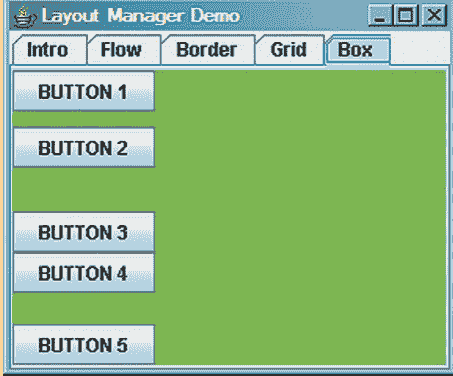 Layout Manager Demo
Intro Flow Border Grid Box
BUTTON 1
BUTTON 2
BUTTON 3
BUTTON 4
BUTTON 5